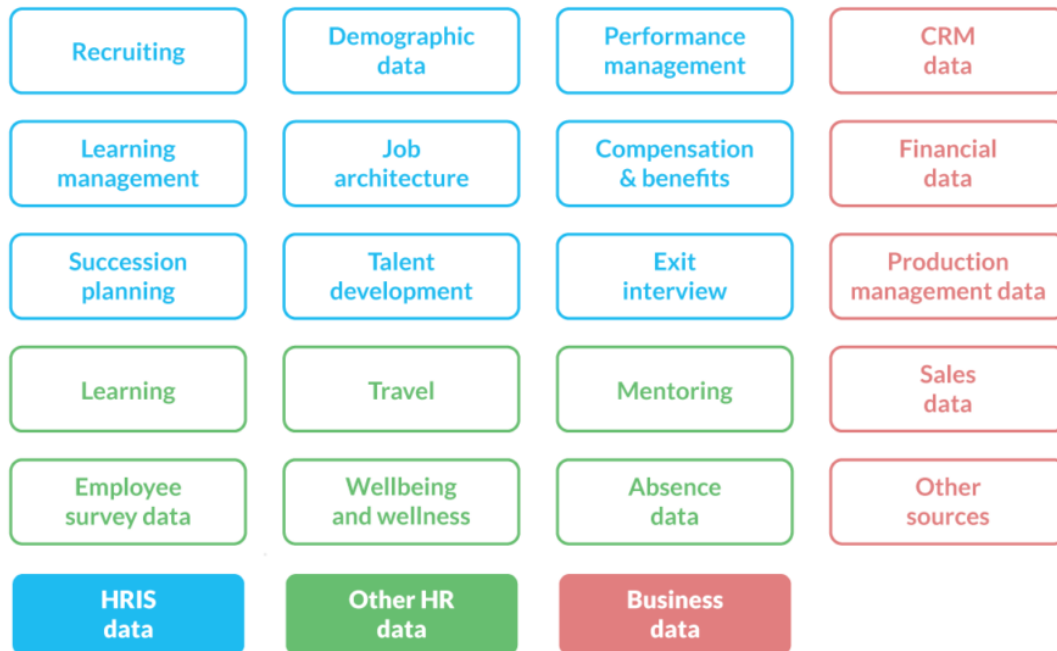 Recruiting
Demographic
data
Performance
management
CRM
data
Learning
management
Job
architecture
Compensation
& benefits
Financial
data
Succession
planning
Talent
development
Exit
interview
Production
management data
Learning
Travel
Mentoring
Sales
data
Employee
survey data
Wellbeing
and wellness
Absence
data
Other
sources
HRIS
data
Other HR
data
Business
data